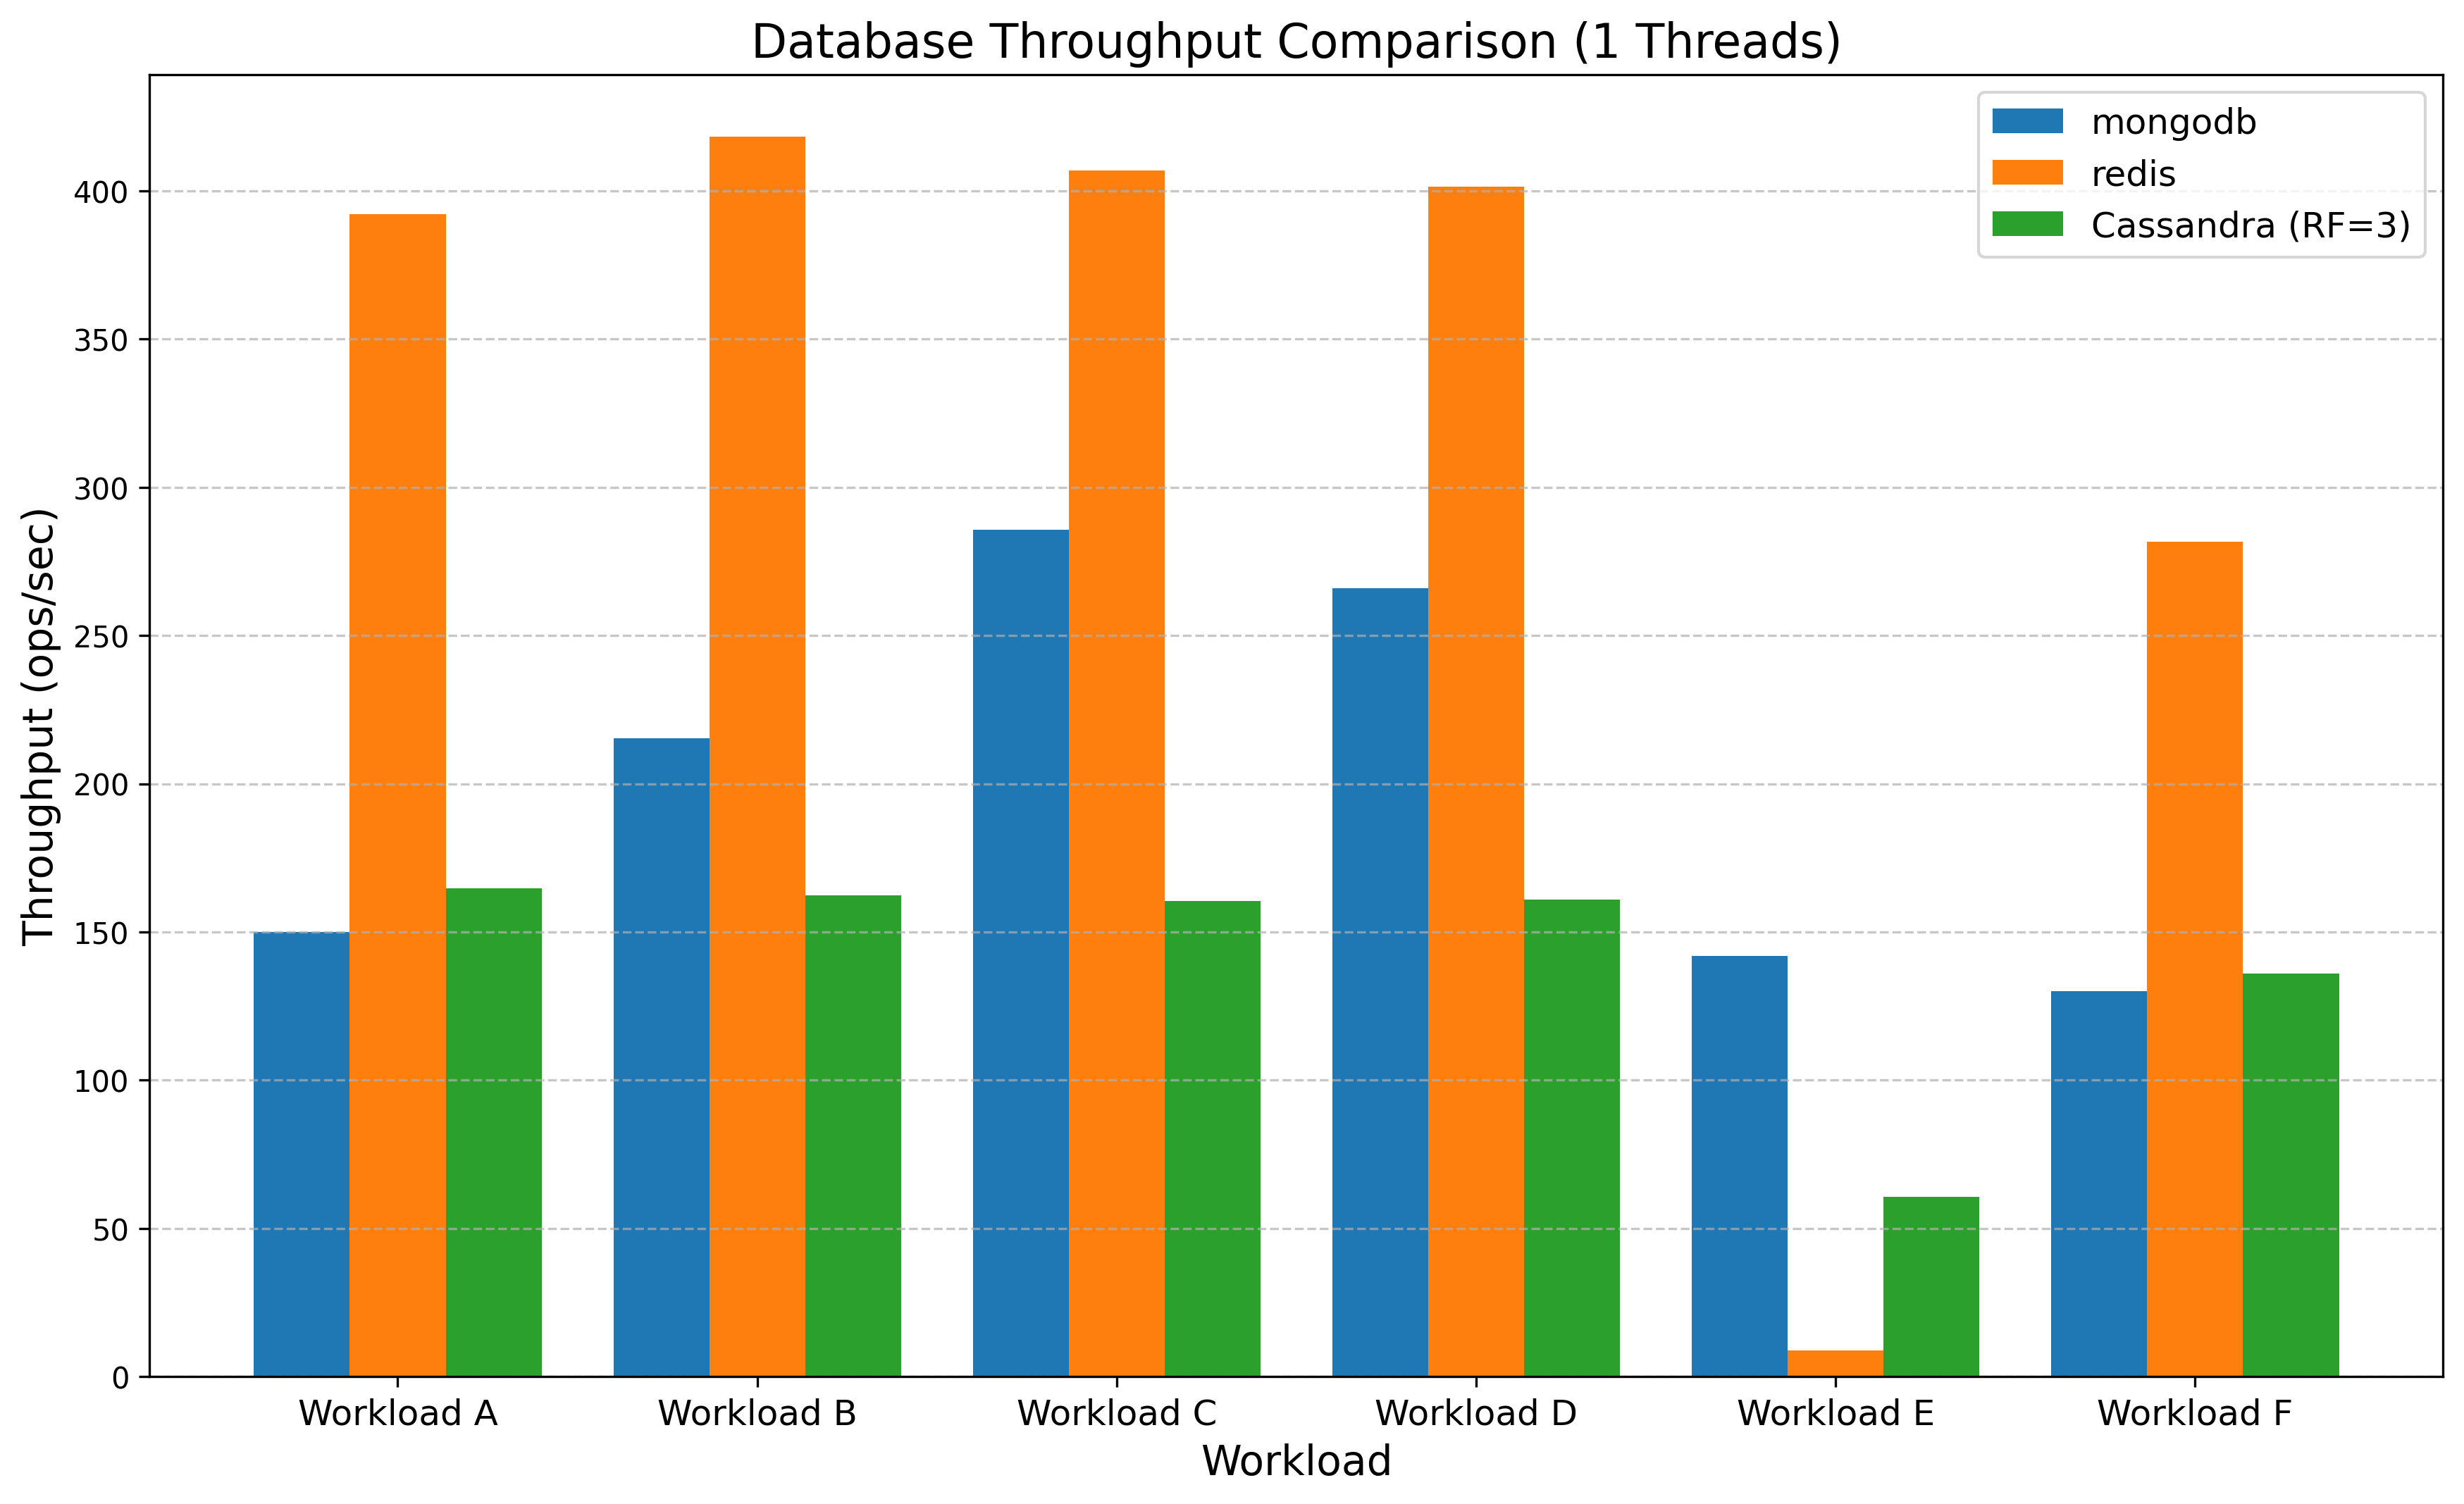 Database Throughput Comparison (1 Threads)
mongodb
redis
Cassandra (RF=3)
Throughput (ops/sec)
400
350
300
250
200
150
100
50
0
Workload A
Workload B
Workload C
Workload D
Workload E
Workload F
Workload